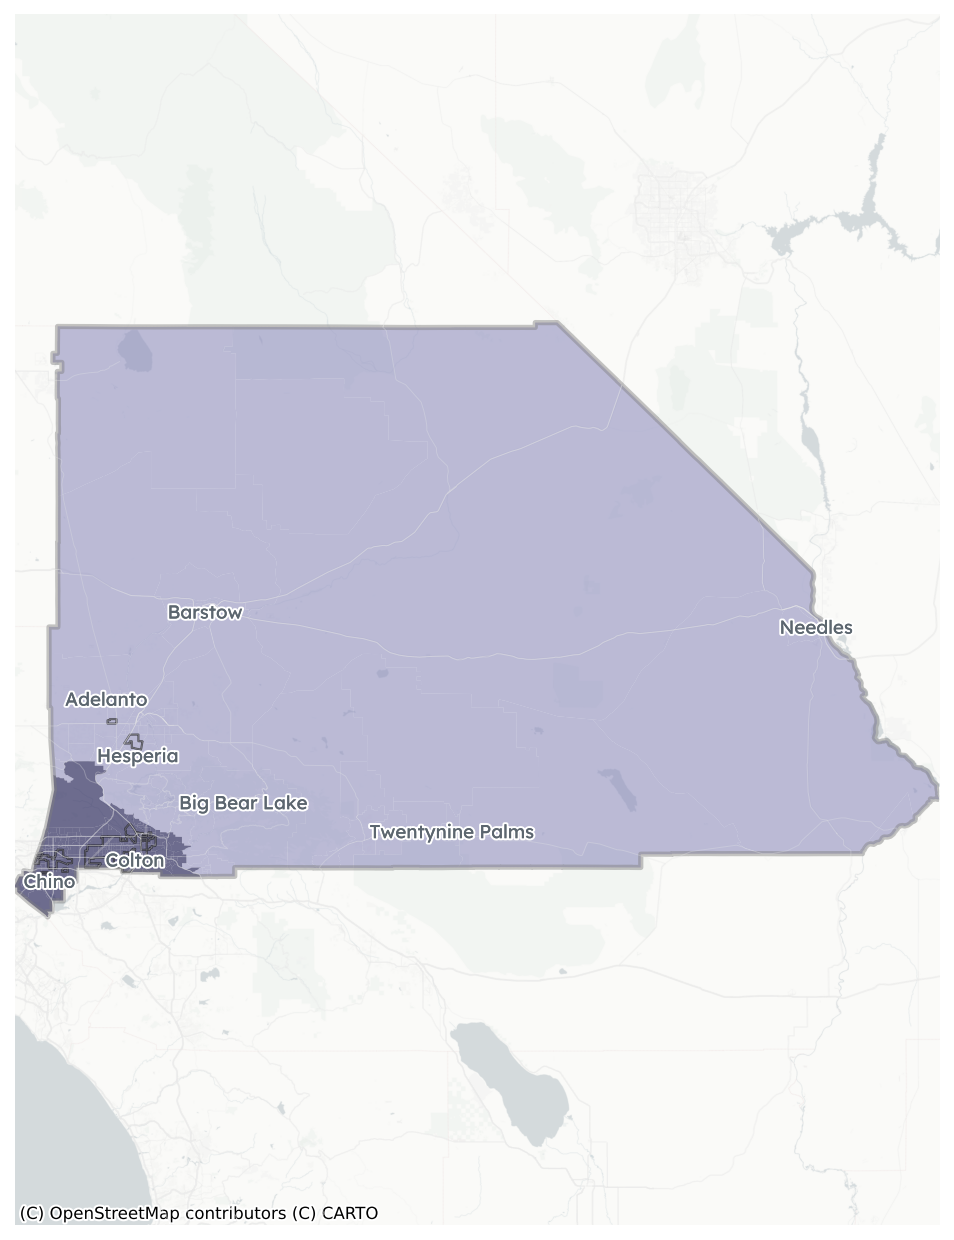 Barstow
Needles
Adelanto
Hesperia
Big Bear Lake
Twentynine Palms
Colton
Chino
(C) OpenStreetMap contributors (C) CARTO